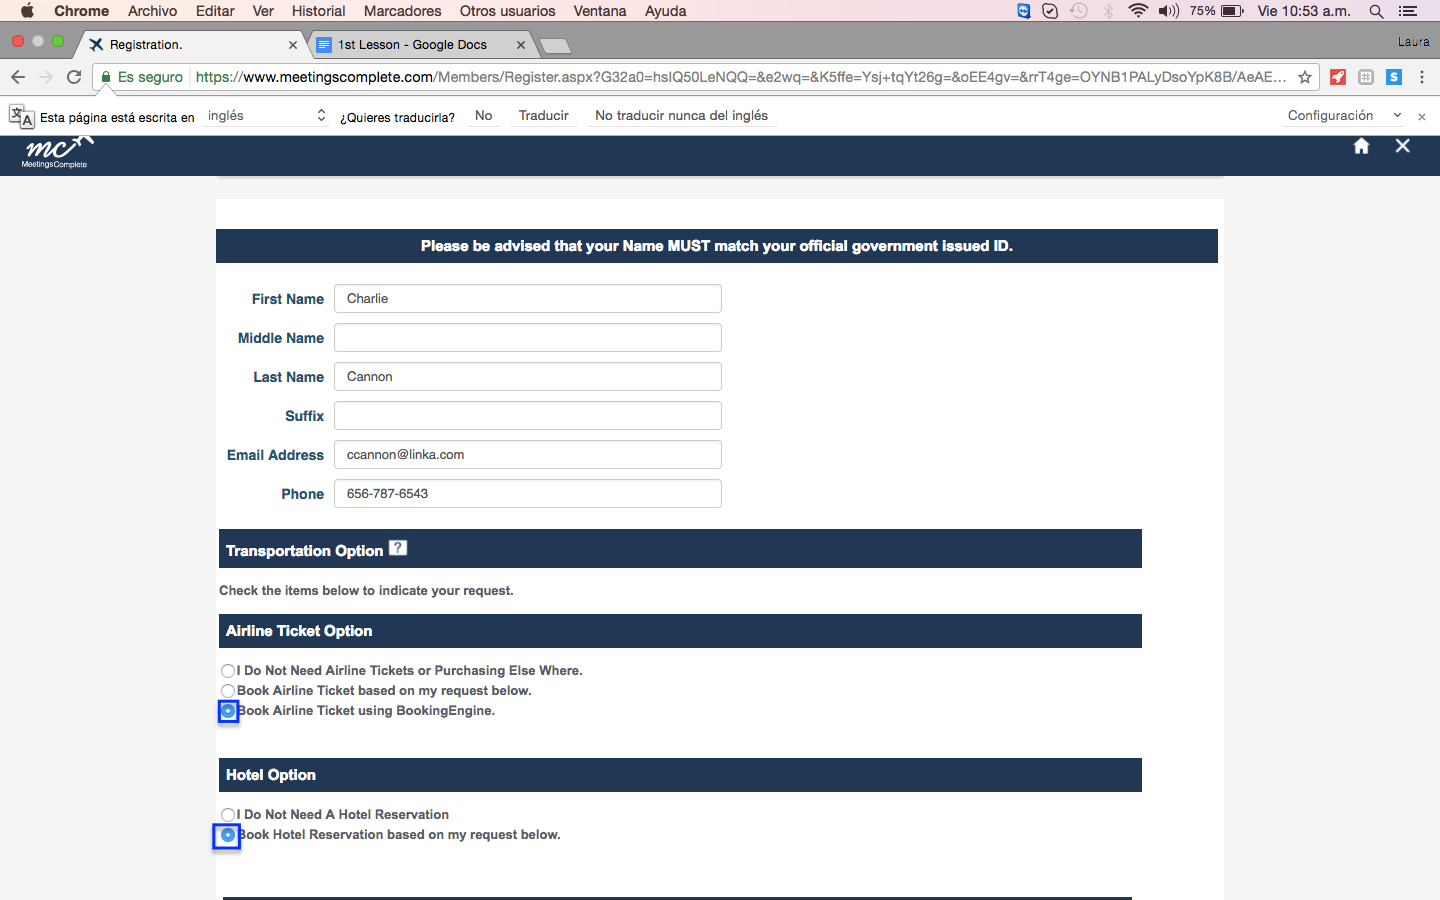 Chrome Archivo Editar Ver Historial Marcadores Otros usuarios Ventana Ayuda 75% Vie 10:53 a.m.
Registration. 1st Lesson - Google Docs Laura
Es seguro https://www.meetingscomplete.com/Members/Register.aspx?G32a0=hsIQ50LeNQQ=&e2wq=&K5ffe=Ysj+tqYt26g=&oEE4gv=&rrT4ge=OYNB1PALyDsoYpK8B/AeAE...
Esta página está escrita en inglés ¿Quieres traducirla? No Traducir No traducir nunca del inglés Configuración
mc
MeetingsComplete
Please be advised that your Name MUST match your official government issued ID.
First Name Charlie
Middle Name
Last Name Cannon
Suffix
Email Address ccannon@linka.com
Phone 656-787-6543
Transportation Option ?
Check the items below to indicate your request.
Airline Ticket Option
I Do Not Need Airline Tickets or Purchasing Else Where.
Book Airline Ticket based on my request below.
Book Airline Ticket using BookingEngine.
Hotel Option
I Do Not Need A Hotel Reservation
Book Hotel Reservation based on my request below.